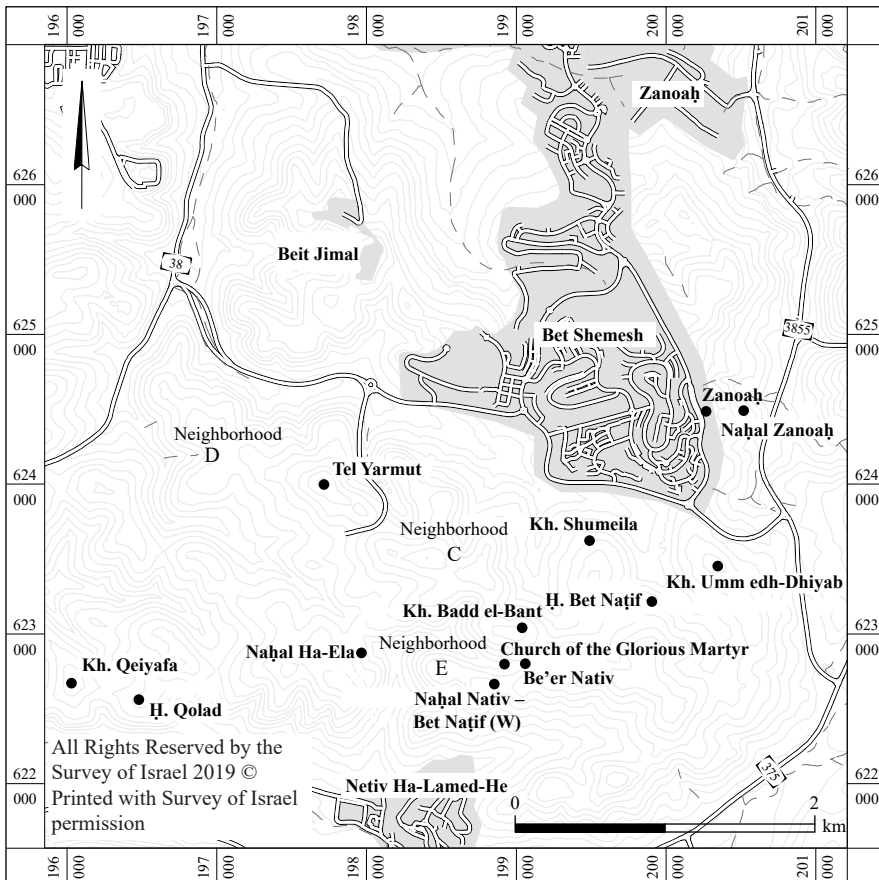 196
000
197
000
198
000
199
000
200
000
201
000
Zanoaḥ
626
000
626
000
Beit Jimal
38
625
000
Bet Shemesh
3855
625
000
Zanoaḥ
Naḥal Zanoaḥ
Neighborhood
D
Tel Yarmut
624
000
624
000
Neighborhood
C
Kh. Shumeila
Kh. Umm edh-Dhiyab
Ḥ. Bet Naṭif
Kh. Badd el-Bant
623
000
623
000
Naḥal Ha-Ela
Neighborhood
E
Church of the Glorious Martyr
Be’er Nativ
Kh. Qeiyafa
Ḥ. Qolad
Naḥal Nativ –
Bet Naṭif (W)
All Rights Reserved by the
Survey of Israel 2019 ©
Printed with Survey of Israel
permission
375
622
000
622
000
Netiv Ha-Lamed-He
0
2
km
196
000
197
000
198
000
199
000
200
000
201
000